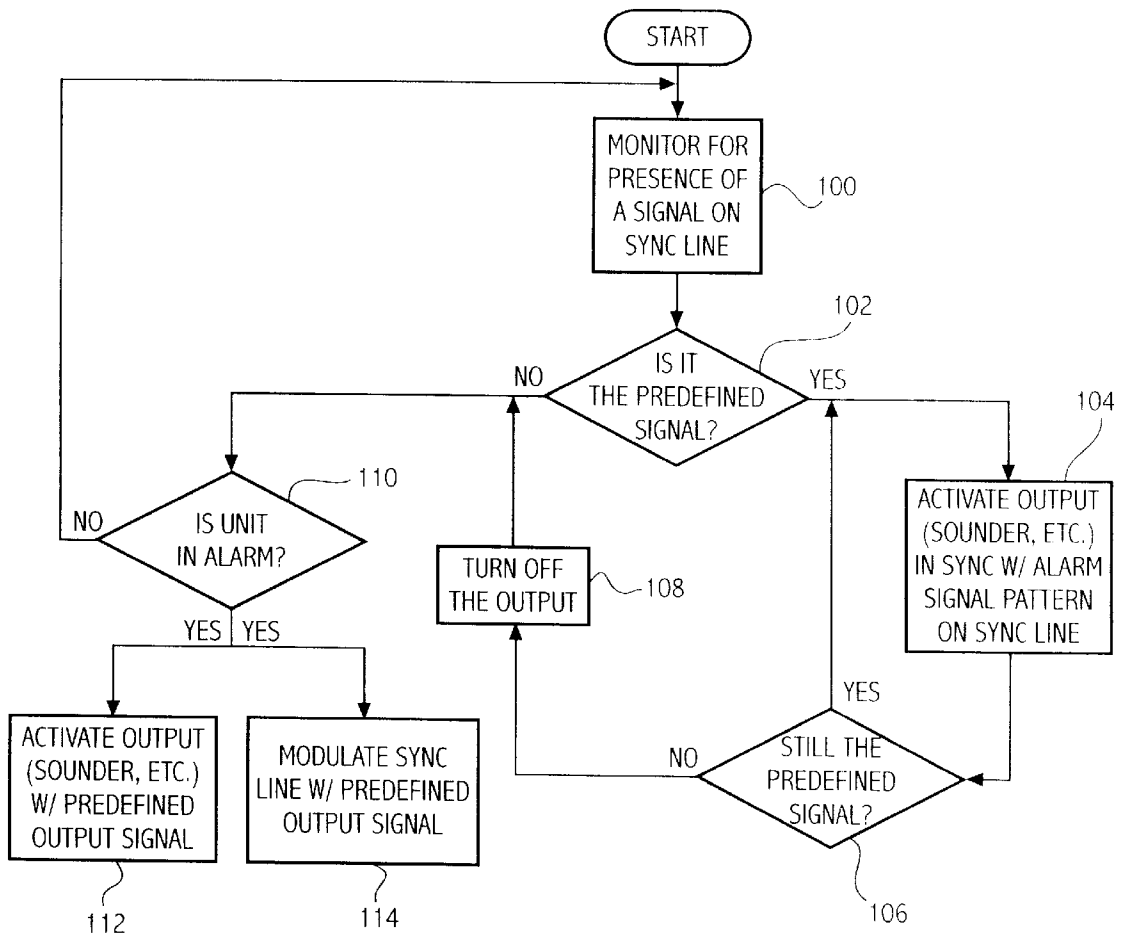 START
MONITOR FOR
PRESENCE OF
A SIGNAL ON
SYNC LINE
100
102
IS IT
THE PREDEFINED
SIGNAL?
NO
YES
104
ACTIVATE OUTPUT
(SOUNDER, ETC.)
IN SYNC W/ ALARM
SIGNAL PATTERN
ON SYNC LINE
110
IS UNIT
IN ALARM?
NO
TURN OFF
THE OUTPUT
108
YES YES
YES
NO
STILL THE
PREDEFINED
SIGNAL?
106
ACTIVATE OUTPUT
(SOUNDER, ETC.)
W/ PREDEFINED
OUTPUT SIGNAL
112
MODULATE SYNC
LINE W/ PREDEFINED
OUTPUT SIGNAL
114